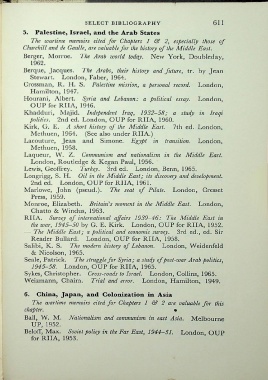 SELECT BIBLIOGRAPHY 611
5. Palestine, Israel, and the Arab States
The wartime memoirs cited for Chapters 1 & 2, especially those of
Churchill and de Gaulle, are valuable for the history of the Middle East.
Berger, Monroe. The Arab world today. New York, Doubleday,
1962.
Berque, Jacques. The Arabs, their history and future, tr. by Jean
Stewart. London, Faber, 1964.
Crossman, R. H. S. Palestine mission, a personal record. London,
Hamilton, 1947.
Hourani, Albert. Syria and Lebanon: a political essay. London,
OUP for RIIA, 1946.
Khadduri, Majid. Independent Iraq, 1932-58; a study in Iraqi
politics. 2nd ed. London, OUP for RIIA, 1960.
Kirk, G. E. A short history of the Middle East. 7th ed. London,
Methuen, 1964. (See also under RIIA.)
Lacouture, Jean and Simone. Egypt in transition. London,
Methuen, 1958.
Laqueur, W. Z. Communism and nationalism in the Middle East.
London, Routledge & Kegan Paul, 1956.
Lewis, Geoffrey. Turkey. 3rd ed. London, Benn, 1965.
Longrigg, S. H. Oil in the Middle East; its discovery and development.
2nd ed. London, OUP for RIIA, 1961.
Marlowe, John (pseud.). The seat of Pilate. London, Cresset
Press, 1959.
Monroe, Elizabeth. Britain's moment in the Middle East. London,
Chatto & Windus, 1963.
RIIA. Survey of international affairs 1939-46: The Middle East in
the war, 1945-50 by G. E. Kirk. London, OUP for RIIA, 1952.
- The Middle East; a political and economic survey. 3rd ed., ed. Sir
Reader Bullard. London, OUP for RIIA, 1958.
Salibi, K. S. The modern history of Lebanon. London, Weidenfeld
& Nicolson, 1965.
Seale, Patrick. The struggle for Syria; a study of post-war Arab politics,
1945-58. London, OUP for RIIA, 1965.
Sykes, Christopher. Cross-roads to Israel. London, Collins, 1965.
Weizmann, Chaim. Trial and error. London, Hamilton, 1949.
6. China, Japan, and Colonization in Asia
The wartime memoirs cited for Chapters 1 & 2 are valuable for this
chapter.
Ball, W. M. Nationalism and communism in east Asia. Melbourne
UP, 1952.
Beloff, Max. Soviet policy in the Far East, 1944-51. London, OUP
for RIIA, 1953.